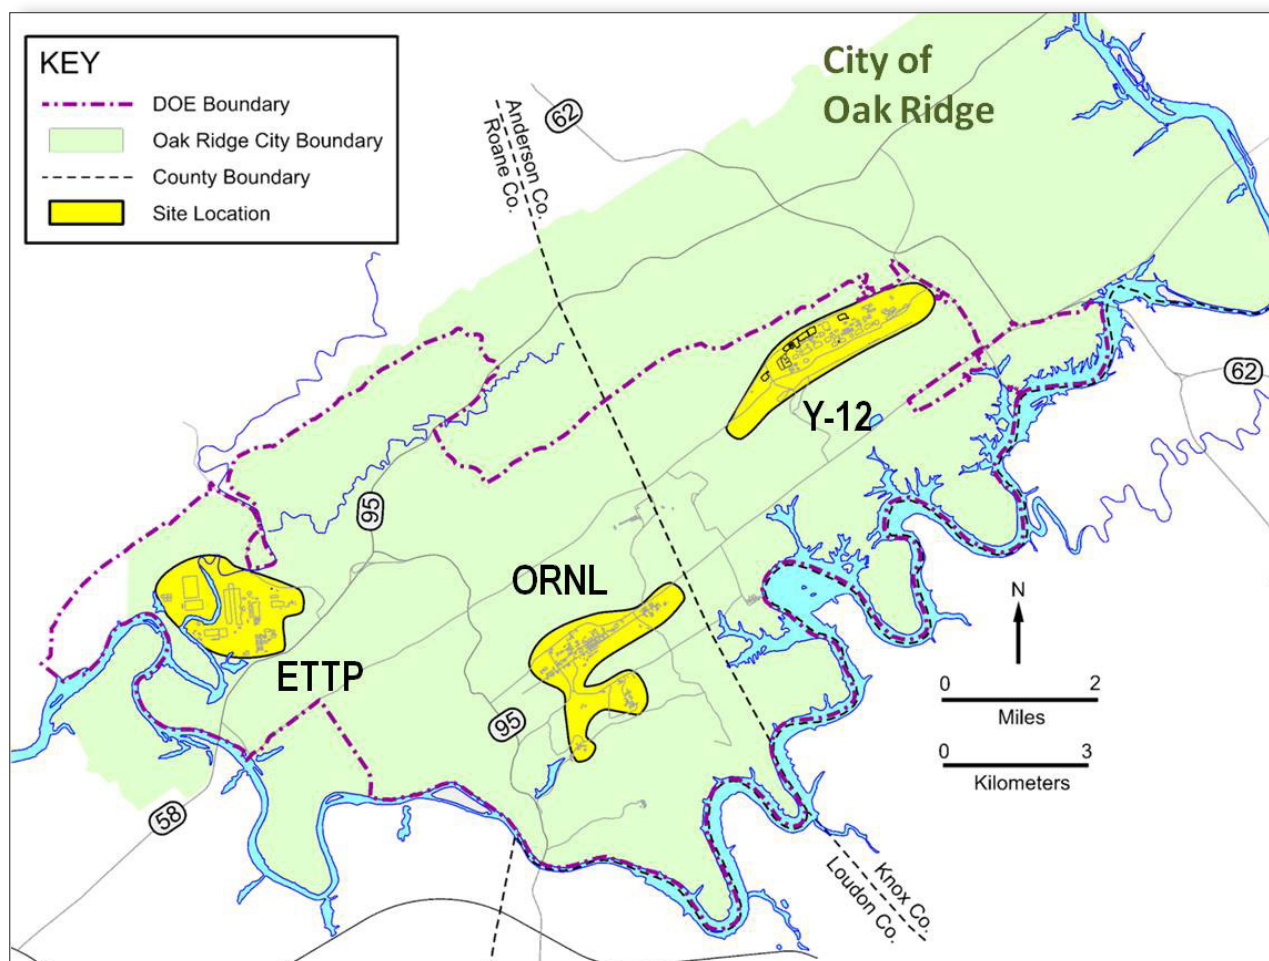 KEY
DOE Boundary
Oak Ridge City Boundary
County Boundary
Site Location
City of
Oak Ridge
Anderson Co.
Roane Co.
62
62
Y-12
95
ORNL
ETTP
95
58
N
0 2
Miles
0 3
Kilometers
Knox Co.
Loudon Co.